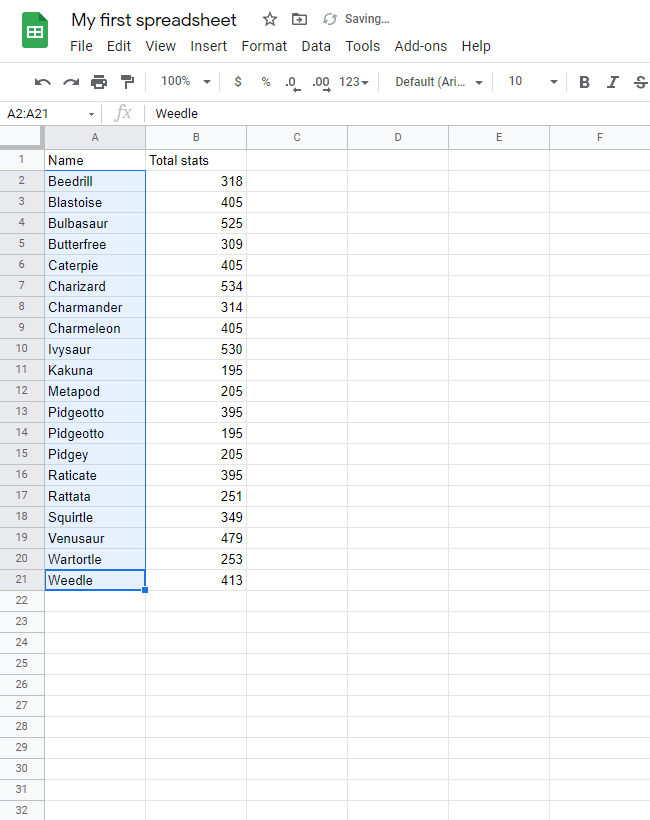 My first spreadsheet Saving...
File Edit View Insert Format Data Tools Add-ons Help
100% $ % .0 .00 123 Default (Ari... 10 B I S
A2:A21 fx Weedle
A B C D E F
1 Name Total stats
2 Beedrill 318
3 Blastoise 405
4 Bulbasaur 525
5 Butterfree 309
6 Caterpie 405
7 Charizard 534
8 Charmander 314
9 Charmeleon 405
10 Ivysaur 530
11 Kakuna 195
12 Metapod 205
13 Pidgeotto 395
14 Pidgeotto 195
15 Pidgey 205
16 Raticate 395
17 Rattata 251
18 Squirtle 349
19 Venusaur 479
20 Wartortle 253
21 Weedle 413
22
23
24
25
26
27
28
29
30
31
32